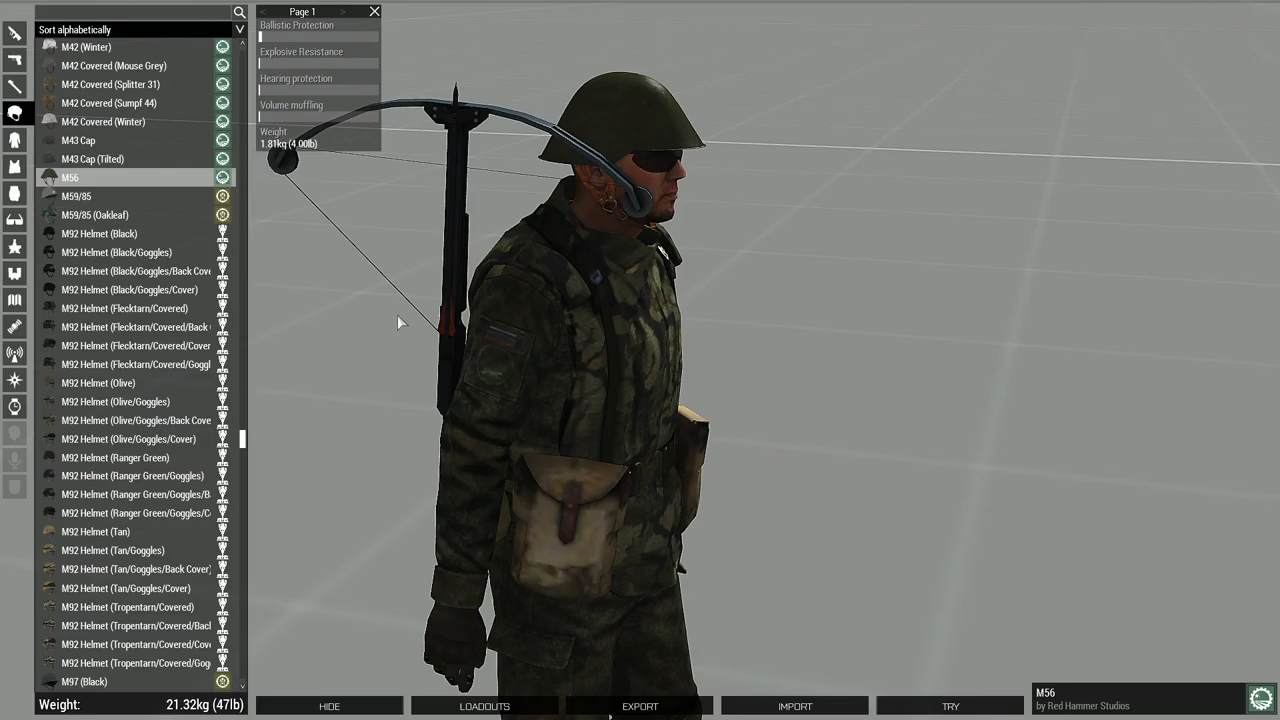 Sort alphabetically
M42 (Winter)
M42 Covered (Mouse Grey)
M42 Covered (Splitter 31)
M42 Covered (Sumpf 44)
M42 Covered (Winter)
M43 Cap
M43 Cap (Tilted)
M56
M59/85
M59/85 (Oakleaf)
M92 Helmet (Black)
M92 Helmet (Black/Goggles)
M92 Helmet (Black/Goggles/Back Cove
M92 Helmet (Black/Goggles/Cover)
M92 Helmet (Flecktarn/Covered)
M92 Helmet (Flecktarn/Covered/Back
M92 Helmet (Flecktarn/Covered/Cover
M92 Helmet (Flecktarn/Covered/Goggl
M92 Helmet (Olive)
M92 Helmet (Olive/Goggles)
M92 Helmet (Olive/Goggles/Back Cove
M92 Helmet (Olive/Goggles/Cover)
M92 Helmet (Ranger Green)
M92 Helmet (Ranger Green/Goggles)
M92 Helmet (Ranger Green/Goggles/B
M92 Helmet (Ranger Green/Goggles/C
M92 Helmet (Tan)
M92 Helmet (Tan/Goggles)
M92 Helmet (Tan/Goggles/Back Cover
M92 Helmet (Tan/Goggles/Cover)
M92 Helmet (Tropentarn/Covered)
M92 Helmet (Tropentarn/Covered/Bacl
M92 Helmet (Tropentarn/Covered/Cov
M92 Helmet (Tropentarn/Covered/Gog
M97 (Black)
Weight: 21.32kg (47lb)
< Page 1 >
Ballistic Protection
Explosive Resistance
Hearing protection
Volume muffling
Weight
1.81kg (4.00lb)
HIDE
LOADOUTS
EXPORT
IMPORT
TRY
M56
by Red Hammer Studios